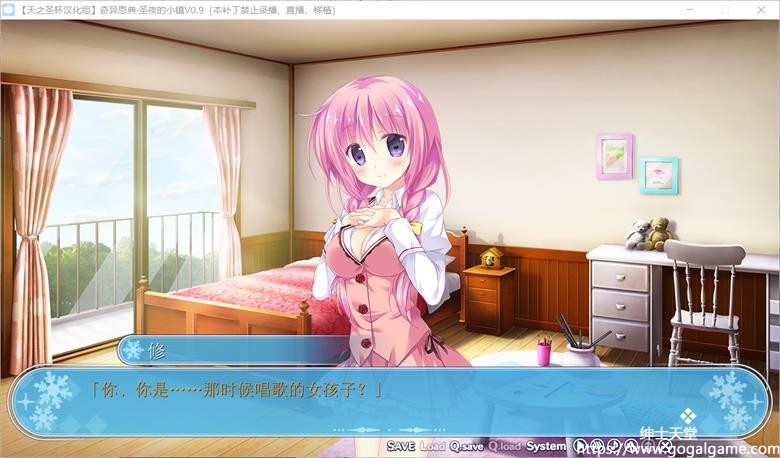 【天之圣杯汉化组】奇异恩典·圣夜的小镇V0.9（本补丁禁止录播、直播、移植）
修
「你、你是……那时候唱歌的女孩子？」
SAVE Load Q.save Q.load System
绅士天堂
https://www.gogalgame.com